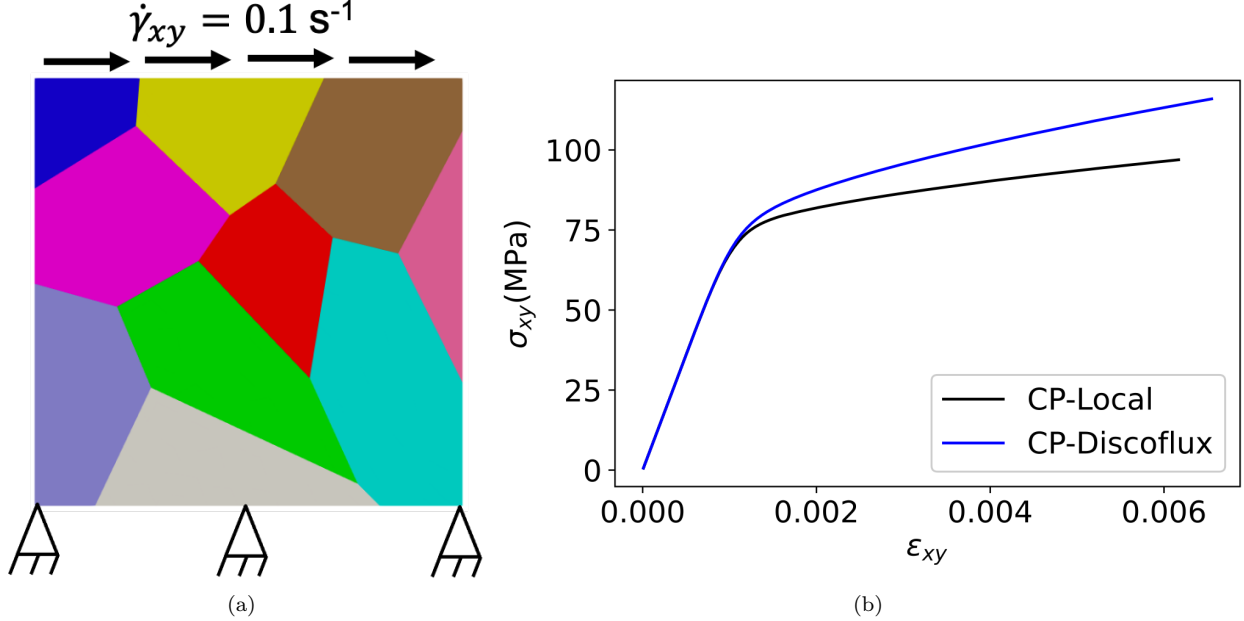 γ̇xy = 0.1 s-1
σxy(MPa)
100
75
50
25
0
CP-Local
CP-Discoflux
0.000 0.002 0.004 0.006
εxy
(a) (b)